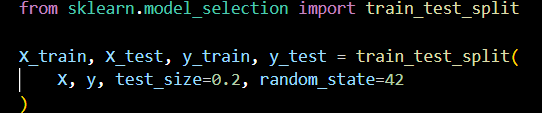 from sklearn.model_selection import train_test_split
X_train, X_test, y_train, y_test = train_test_split(
X, y, test_size=0.2, random_state=42
)